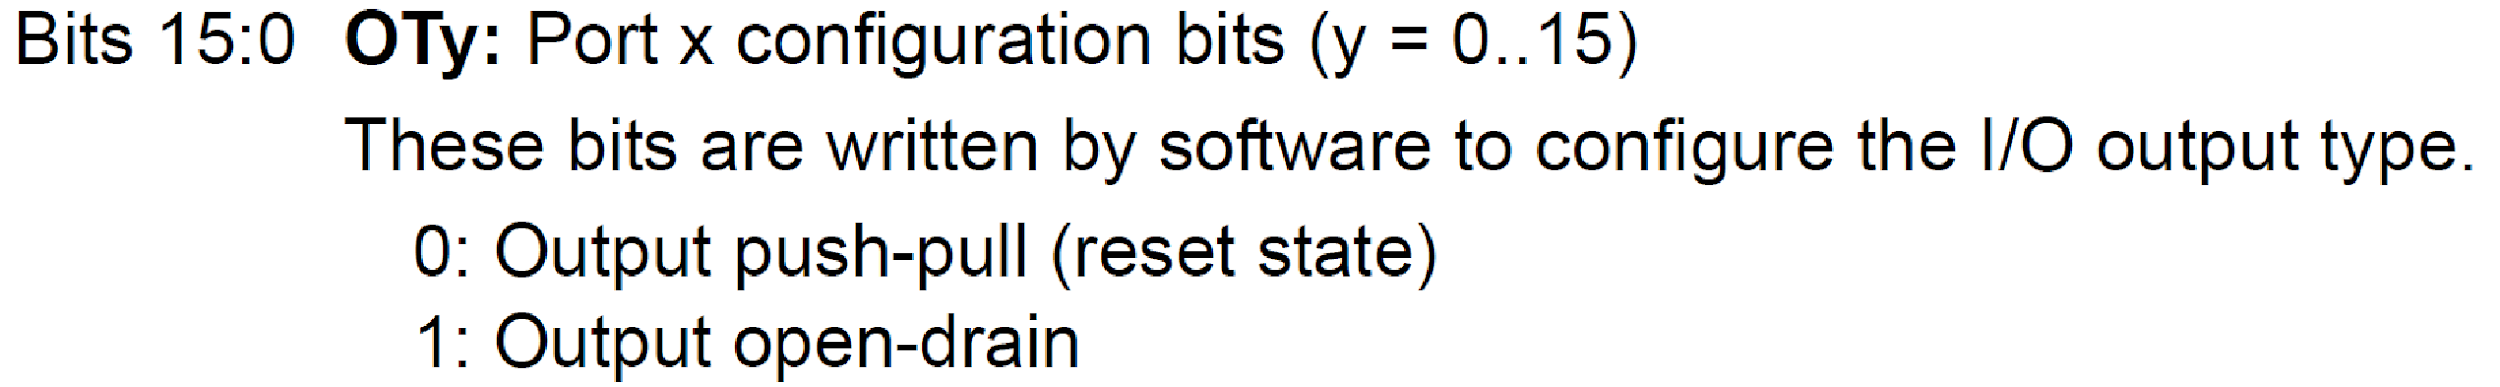 Bits 15:0 OTy: Port x configuration bits (y = 0..15)
These bits are written by software to configure the I/O output type.
0: Output push-pull (reset state)
1: Output open-drain